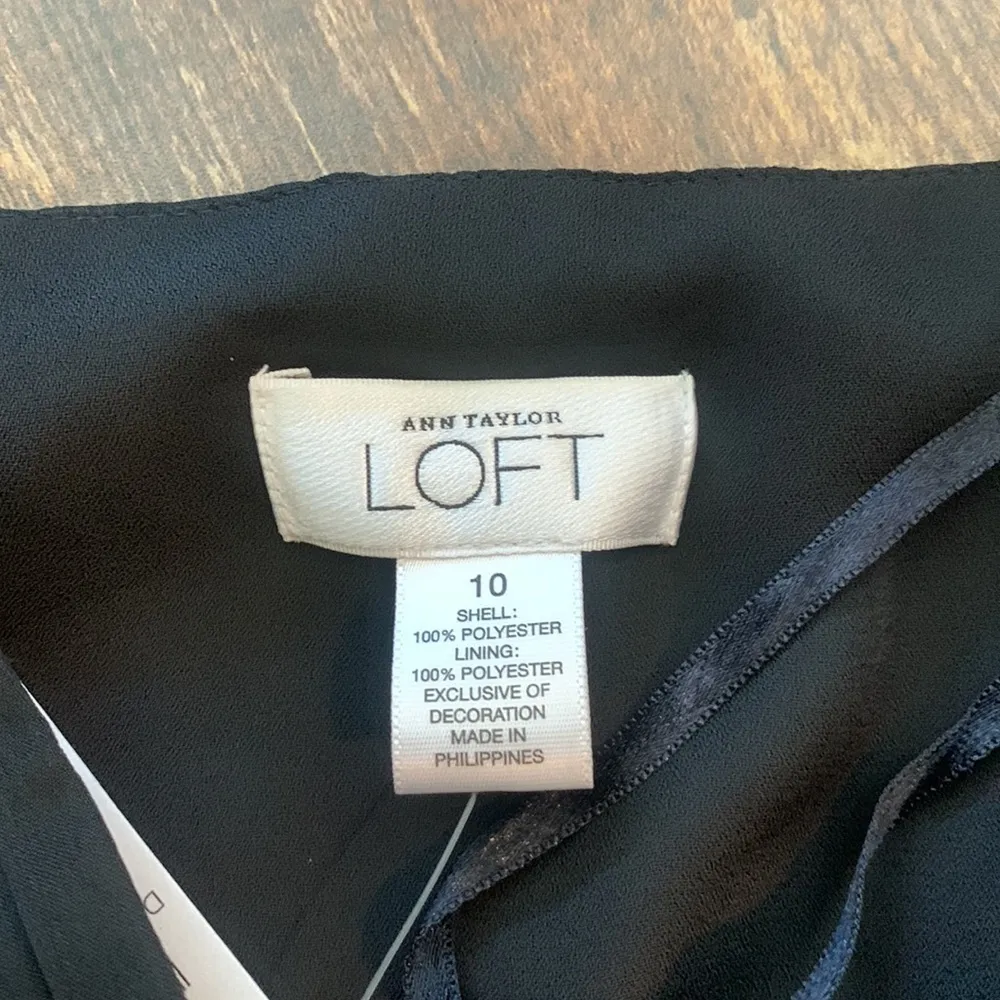 ANN TAYLOR
LOFT
10
SHELL:
100% POLYESTER
LINING:
100% POLYESTER
EXCLUSIVE OF
DECORATION
MADE IN
PHILIPPINES